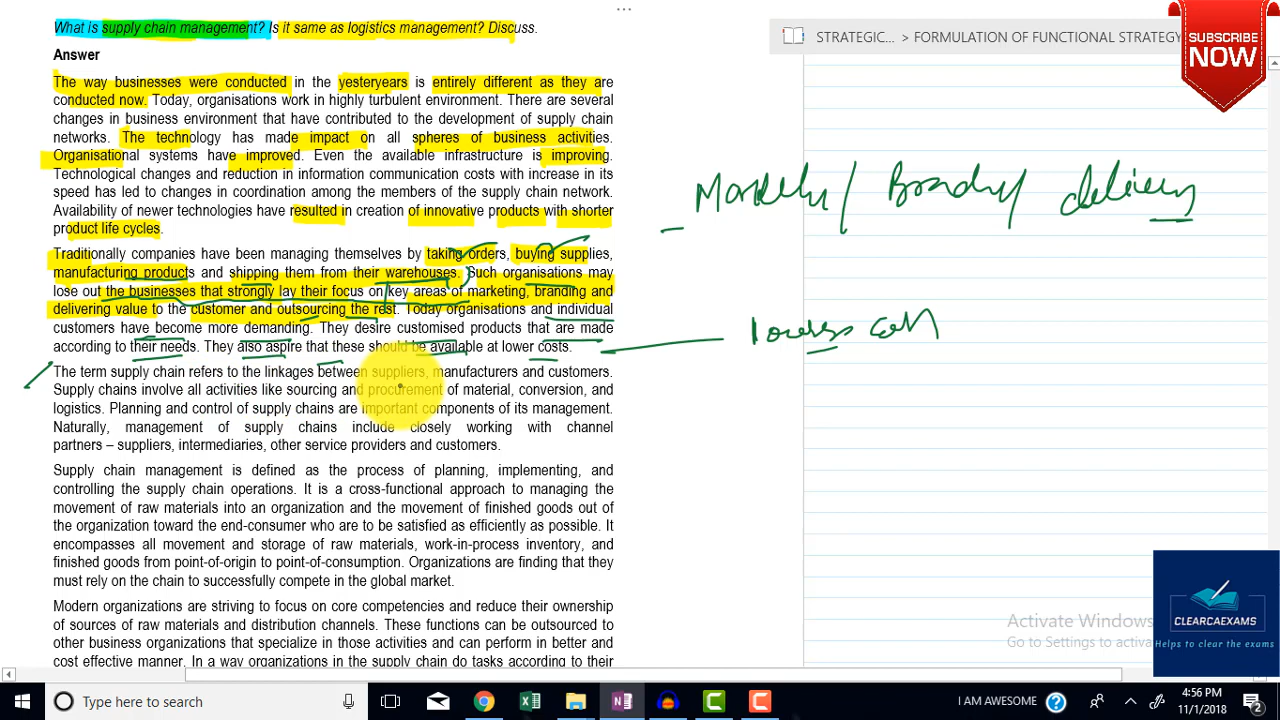 What is supply chain management? Is it same as logistics management? Discuss.
STRATEGIC... > FORMULATION OF FUNCTIONAL STRATEGY
SUBSCRIBE
NOW
Answer
The way businesses were conducted in the yesteryears is entirely different as they are
conducted now. Today, organisations work in highly turbulent environment. There are several
changes in business environment that have contributed to the development of supply chain
networks. The technology has made impact on all spheres of business activities.
Organisational systems have improved. Even the available infrastructure is improving.
Technological changes and reduction in information communication costs with increase in its
speed has led to changes in coordination among the members of the supply chain network.
Availability of newer technologies have resulted in creation of innovative products with shorter
product life cycles.
delivery
Traditionally companies have been managing themselves by taking orders, buying supplies,
manufacturing products and shipping them from their warehouses. Such organisations may
lose out the businesses that strongly lay their focus on key areas of marketing, branding and
delivering value to the customer and outsourcing the rest. Today organisations and individual
customers have become more demanding. They desire customised products that are made
according to their needs. They also aspire that these should be available at lower costs.
The term supply chain refers to the linkages between suppliers, manufacturers and customers.
Supply chains involve all activities like sourcing and procurement of material, conversion, and
logistics. Planning and control of supply chains are important components of its management.
Naturally, management of supply chains include closely working with channel
partners – suppliers, intermediaries, other service providers and customers.
Supply chain management is defined as the process of planning, implementing, and
controlling the supply chain operations. It is a cross-functional approach to managing the
movement of raw materials into an organization and the movement of finished goods out of
the organization toward the end-consumer who are to be satisfied as efficiently as possible. It
encompasses all movement and storage of raw materials, work-in-process inventory, and
finished goods from point-of-origin to point-of-consumption. Organizations are finding that they
must rely on the chain to successfully compete in the global market.
Modern organizations are striving to focus on core competencies and reduce their ownership
of sources of raw materials and distribution channels. These functions can be outsourced to
other business organizations that specialize in those activities and can perform in better and
cost effective manner. In a way organizations in the supply chain do tasks according to their
Activate Windows
Go to Settings to activa
CLEARCAEXAMS
Helps to clear the exams
Type here to search
I AM AWESOME
4:56 PM
11/1/2018
2